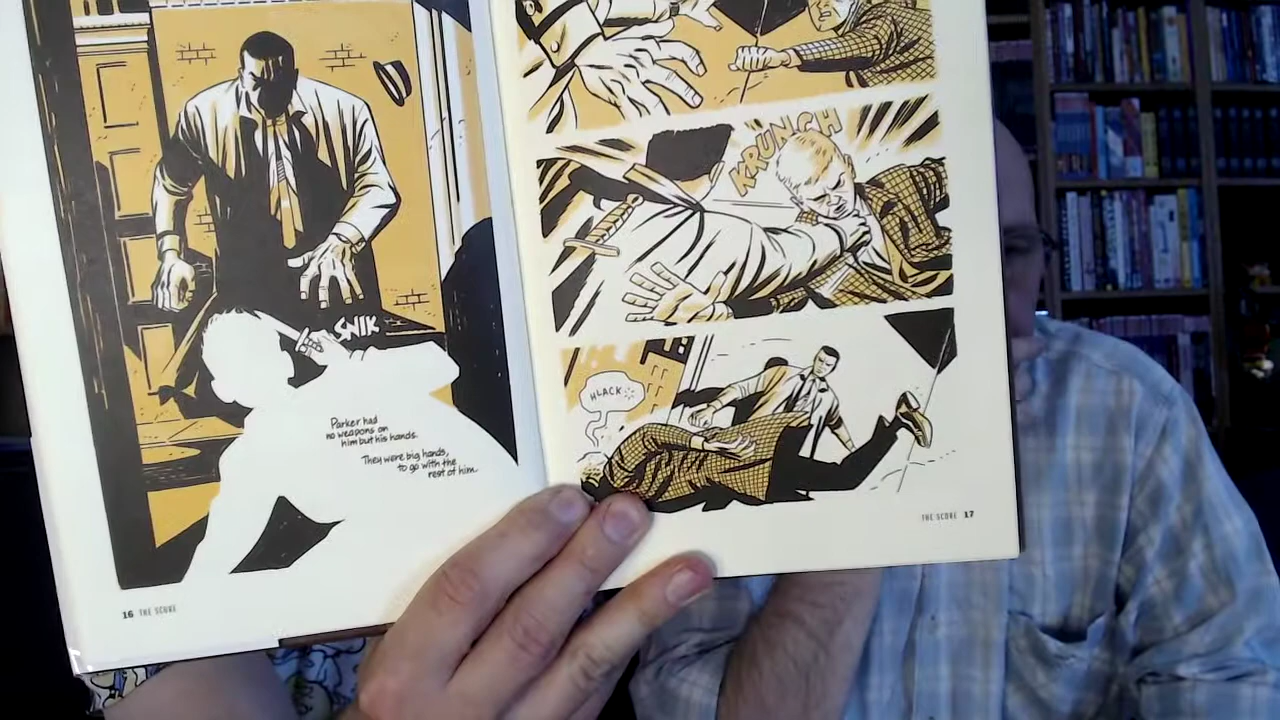 SNIK
Parker had
no weapons on
him but his hands.
They were big hands,
to go with the
rest of him.
16 THE SCORE
KRUNCH
HLACK
THE SCORE 17